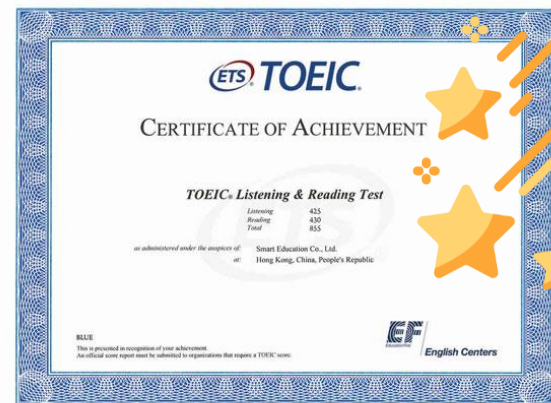 ETS TOEIC.
CERTIFICATE OF ACHIEVEMENT
TOEIC® Listening & Reading Test
Listening 425
Reading 430
Total 855
as administered under the auspices of: Smart Education Co., Ltd.
at: Hong Kong, China, People's Republic
BLUE
This is presented in recognition of your achievement.
An official score report must be submitted to organizations that require a TOEIC score.
EF
English Centers